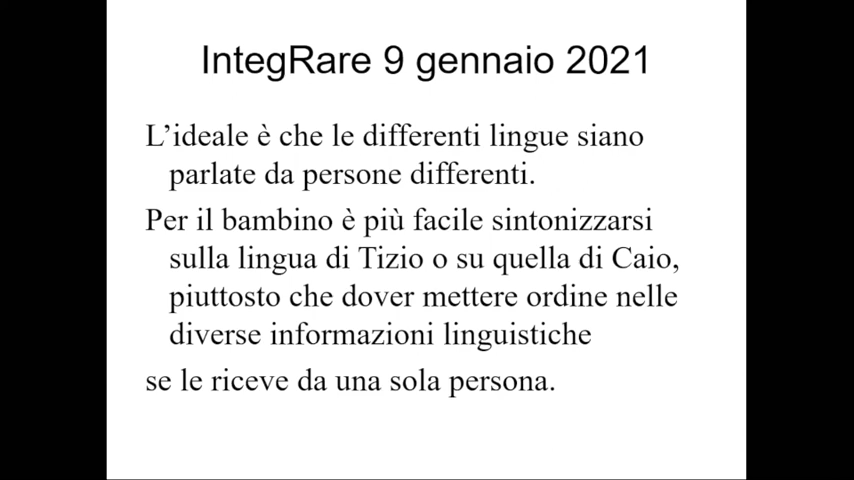 IntegRare 9 gennaio 2021
L’ideale è che le differenti lingue siano
parlate da persone differenti.
Per il bambino è più facile sintonizzarsi
sulla lingua di Tizio o su quella di Caio,
piuttosto che dover mettere ordine nelle
diverse informazioni linguistiche
se le riceve da una sola persona.